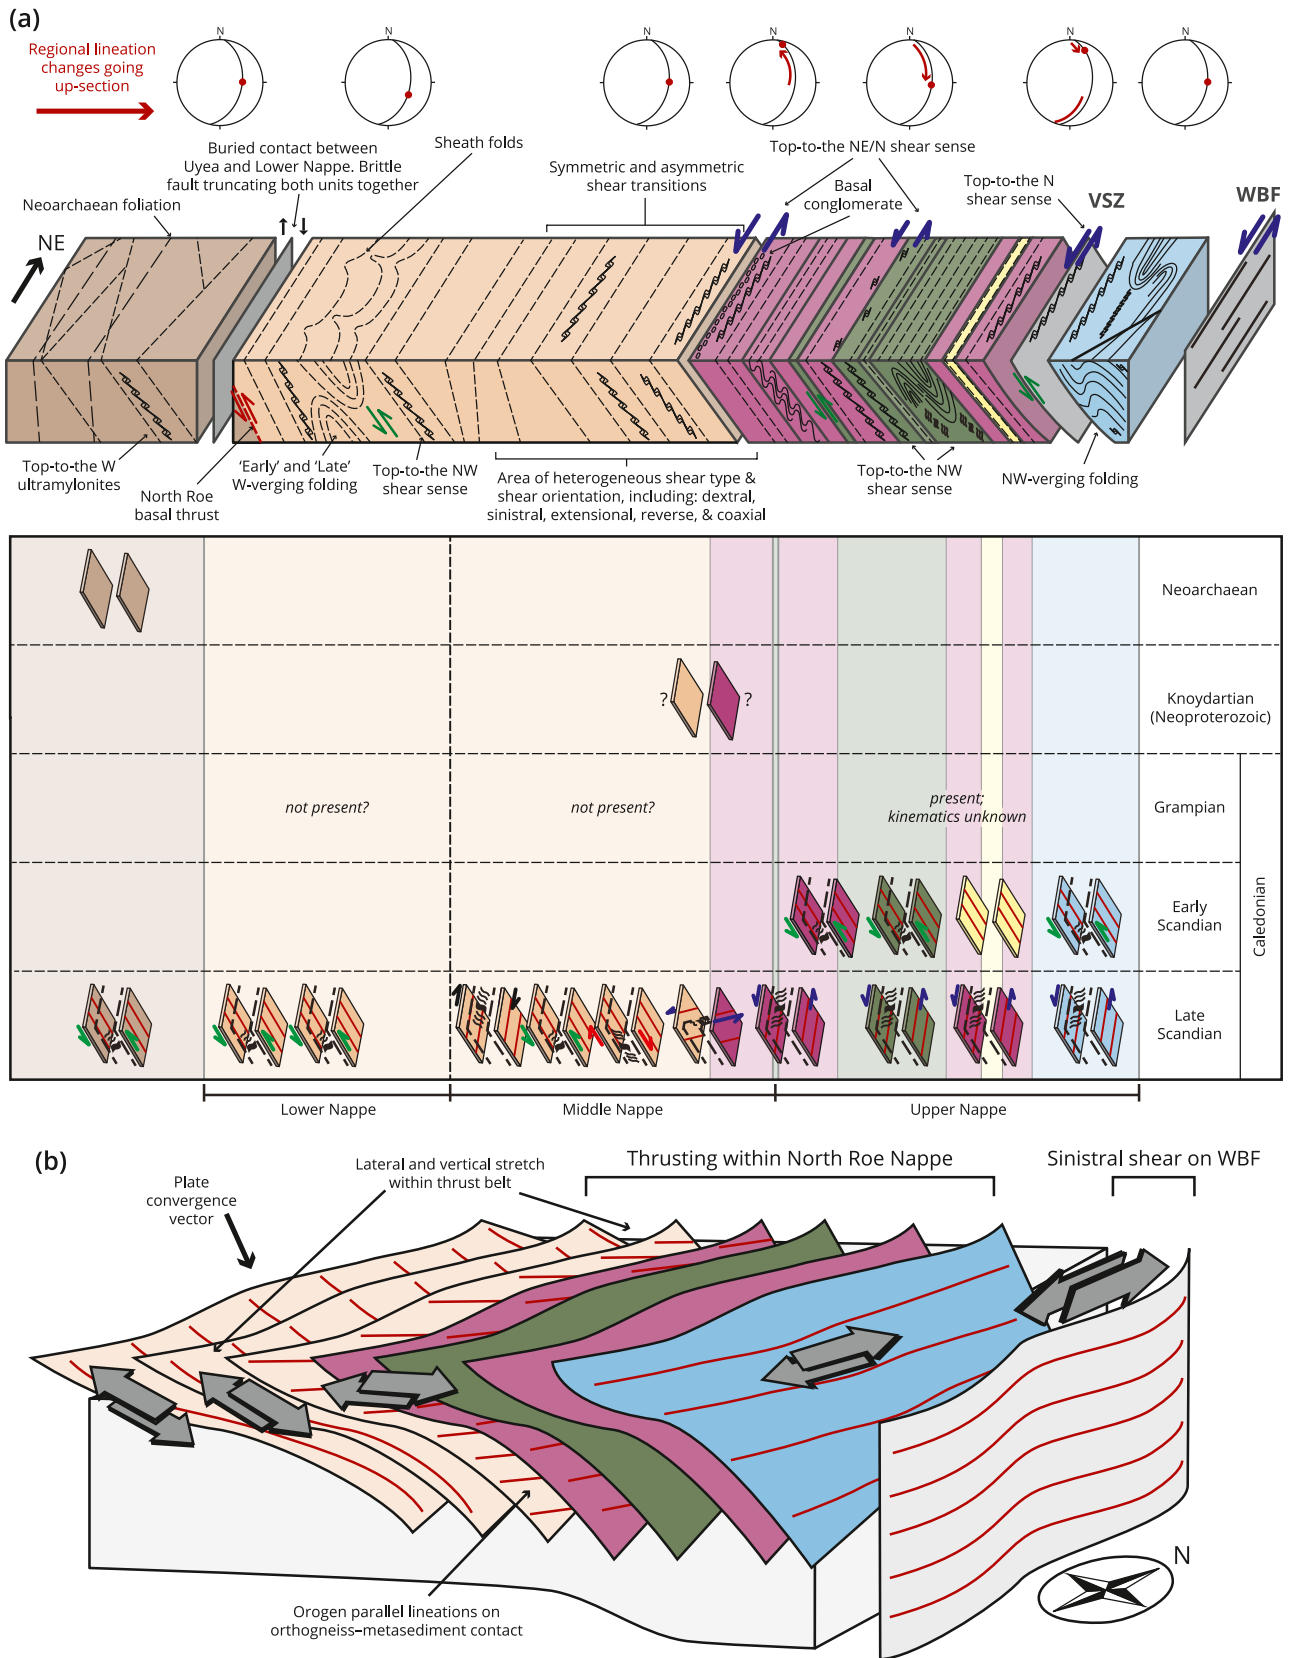 (a)
Regional lineation
changes going
up-section
N
N
N
N
N
N
N
Buried contact between
Uyea and Lower Nappe. Brittle
fault truncating both units together
Sheath folds
Symmetric and asymmetric
shear transitions
Top-to-the NE/N shear sense
Basal
conglomerate
Top-to-the N
shear sense
VSZ
WBF
Neoarchaean foliation
NE
Top-to-the W
ultramylonites
North Roe
basal thrust
‘Early’ and ‘Late’
W-verging folding
Top-to-the NW
shear sense
Area of heterogeneous shear type &
shear orientation, including: dextral,
sinistral, extensional, reverse, & coaxial
Top-to-the NW
shear sense
NW-verging folding
Neoarchaean
? ?
Knoydartian
(Neoproterozoic)
not present?
not present?
present;
kinematics unknown
Grampian
Early
Scandian
Late
Scandian
Caledonian
Lower Nappe
Middle Nappe
Upper Nappe
(b)
Plate
convergence
vector
Lateral and vertical stretch
within thrust belt
Thrusting within North Roe Nappe
Sinistral shear on WBF
Orogen parallel lineations on
orthogneiss–metasediment contact
N